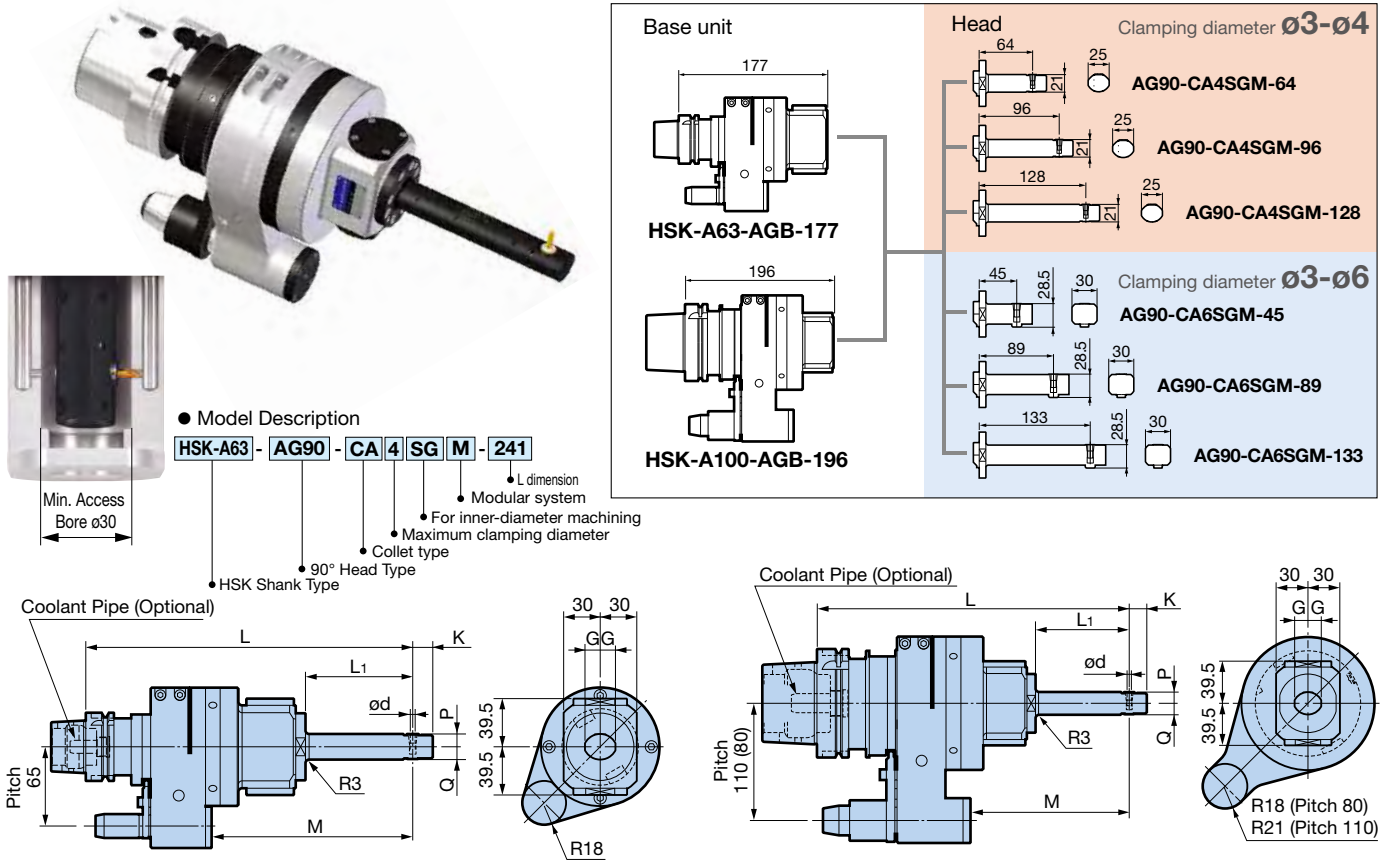 Base unit
177
HSK-A63-AGB-177
196
HSK-A100-AGB-196
Head
Clamping diameter ø3-ø4
64
25
21
AG90-CA4SGM-64
96
25
21
AG90-CA4SGM-96
128
25
21
AG90-CA4SGM-128
Clamping diameter ø3-ø6
45
28.5
30
AG90-CA6SGM-45
89
28.5
30
AG90-CA6SGM-89
133
28.5
30
AG90-CA6SGM-133
Min. Access
Bore ø30
● Model Description
HSK-A63 - AG90 - CA 4 SG M - 241
L dimension
Modular system
For inner-diameter machining
Maximum clamping diameter
Collet type
90° Head Type
HSK Shank Type
Coolant Pipe (Optional)
L
K
L1
ød
P
Q
R3
M
Pitch
65
30 30
G G
39.5
39.5
R18
Coolant Pipe (Optional)
L
K
L1
ød
P
Q
R3
M
Pitch
110 (80)
30 30
G G
39.5
39.5
R18 (Pitch 80)
R21 (Pitch 110)